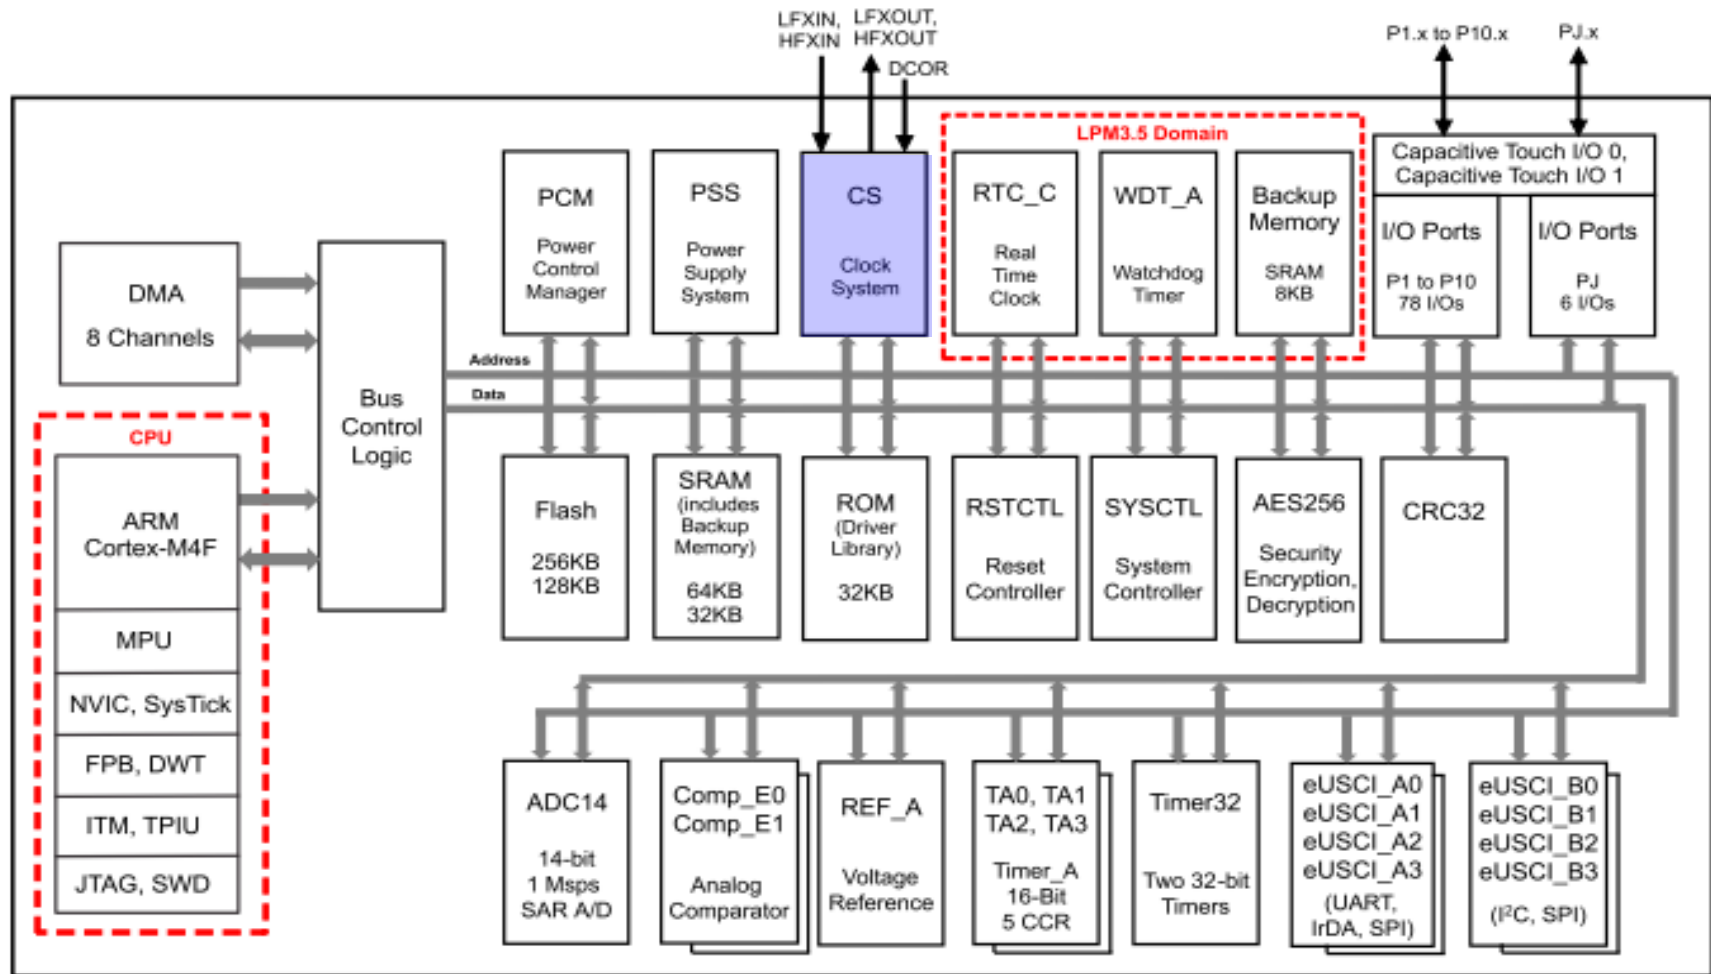 LFXIN,
HFXIN
LFXOUT,
HFXOUT
DCOR
P1.x to P10.x
PJ.x
LPM3.5 Domain
Capacitive Touch I/O 0,
Capacitive Touch I/O 1
PCM
Power
Control
Manager
PSS
Power
Supply
System
CS
Clock
System
RTC_C
Real
Time
Clock
WDT_A
Watchdog
Timer
Backup
Memory
SRAM
8KB
I/O Ports
P1 to P10
78 I/Os
I/O Ports
PJ
6 I/Os
DMA
8 Channels
Bus
Control
Logic
Address
Data
CPU
ARM
Cortex-M4F
MPU
NVIC, SysTick
FPB, DWT
ITM, TPIU
JTAG, SWD
Flash
256KB
128KB
SRAM
(includes
Backup
Memory)
64KB
32KB
ROM
(Driver
Library)
32KB
RSTCTL
Reset
Controller
SYSCTL
System
Controller
AES256
Security
Encryption,
Decryption
CRC32
ADC14
14-bit
1 Msps
SAR A/D
Comp_E0
Comp_E1
Analog
Comparator
REF_A
Voltage
Reference
TA0, TA1
TA2, TA3
Timer_A
16-Bit
5 CCR
Timer32
Two 32-bit
Timers
eUSCI_A0
eUSCI_A1
eUSCI_A2
eUSCI_A3
(UART,
IrDA, SPI)
eUSCI_B0
eUSCI_B1
eUSCI_B2
eUSCI_B3
(I²C, SPI)